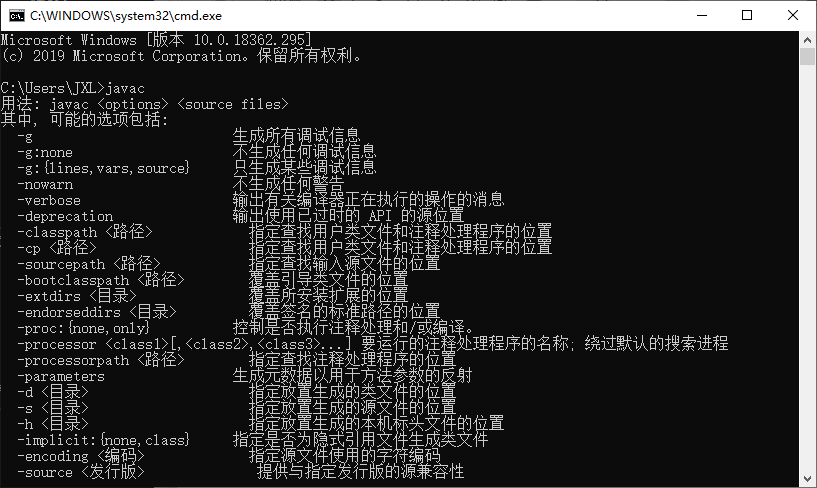 C:\WINDOWS\system32\cmd.exe
Microsoft Windows [版本 10.0.18362.295]
(c) 2019 Microsoft Corporation。保留所有权利。
C:\Users\JXL>javac
用法: javac <options> <source files>
其中, 可能的选项包括:
-g 生成所有调试信息
-g:none 不生成任何调试信息
-g:{lines,vars,source} 只生成某些调试信息
-nowarn 不生成任何警告
-verbose 输出有关编译器正在执行的操作的消息
-deprecation 输出使用已过时的 API 的源位置
-classpath <路径> 指定查找用户类文件和注释处理程序的位置
-cp <路径> 指定查找用户类文件和注释处理程序的位置
-sourcepath <路径> 指定查找输入源文件的位置
-bootclasspath <路径> 覆盖引导类文件的位置
-extdirs <目录> 覆盖所安装扩展的位置
-endorseddirs <目录> 覆盖签名的标准路径的位置
-proc:{none,only} 控制是否执行注释处理和/或编译。
-processor <class1>[,<class2>,<class3>...] 要运行的注释处理程序的名称; 绕过默认的搜索进程
-processorpath <路径> 指定查找注释处理程序的位置
-parameters 生成元数据以用于方法参数的反射
-d <目录> 指定放置生成的类文件的位置
-s <目录> 指定放置生成的源文件的位置
-h <目录> 指定放置生成的本机标头文件的位置
-implicit:{none,class} 指定是否为隐式引用文件生成类文件
-encoding <编码> 指定源文件使用的字符编码
-source <发行版> 提供与指定发行版的源兼容性